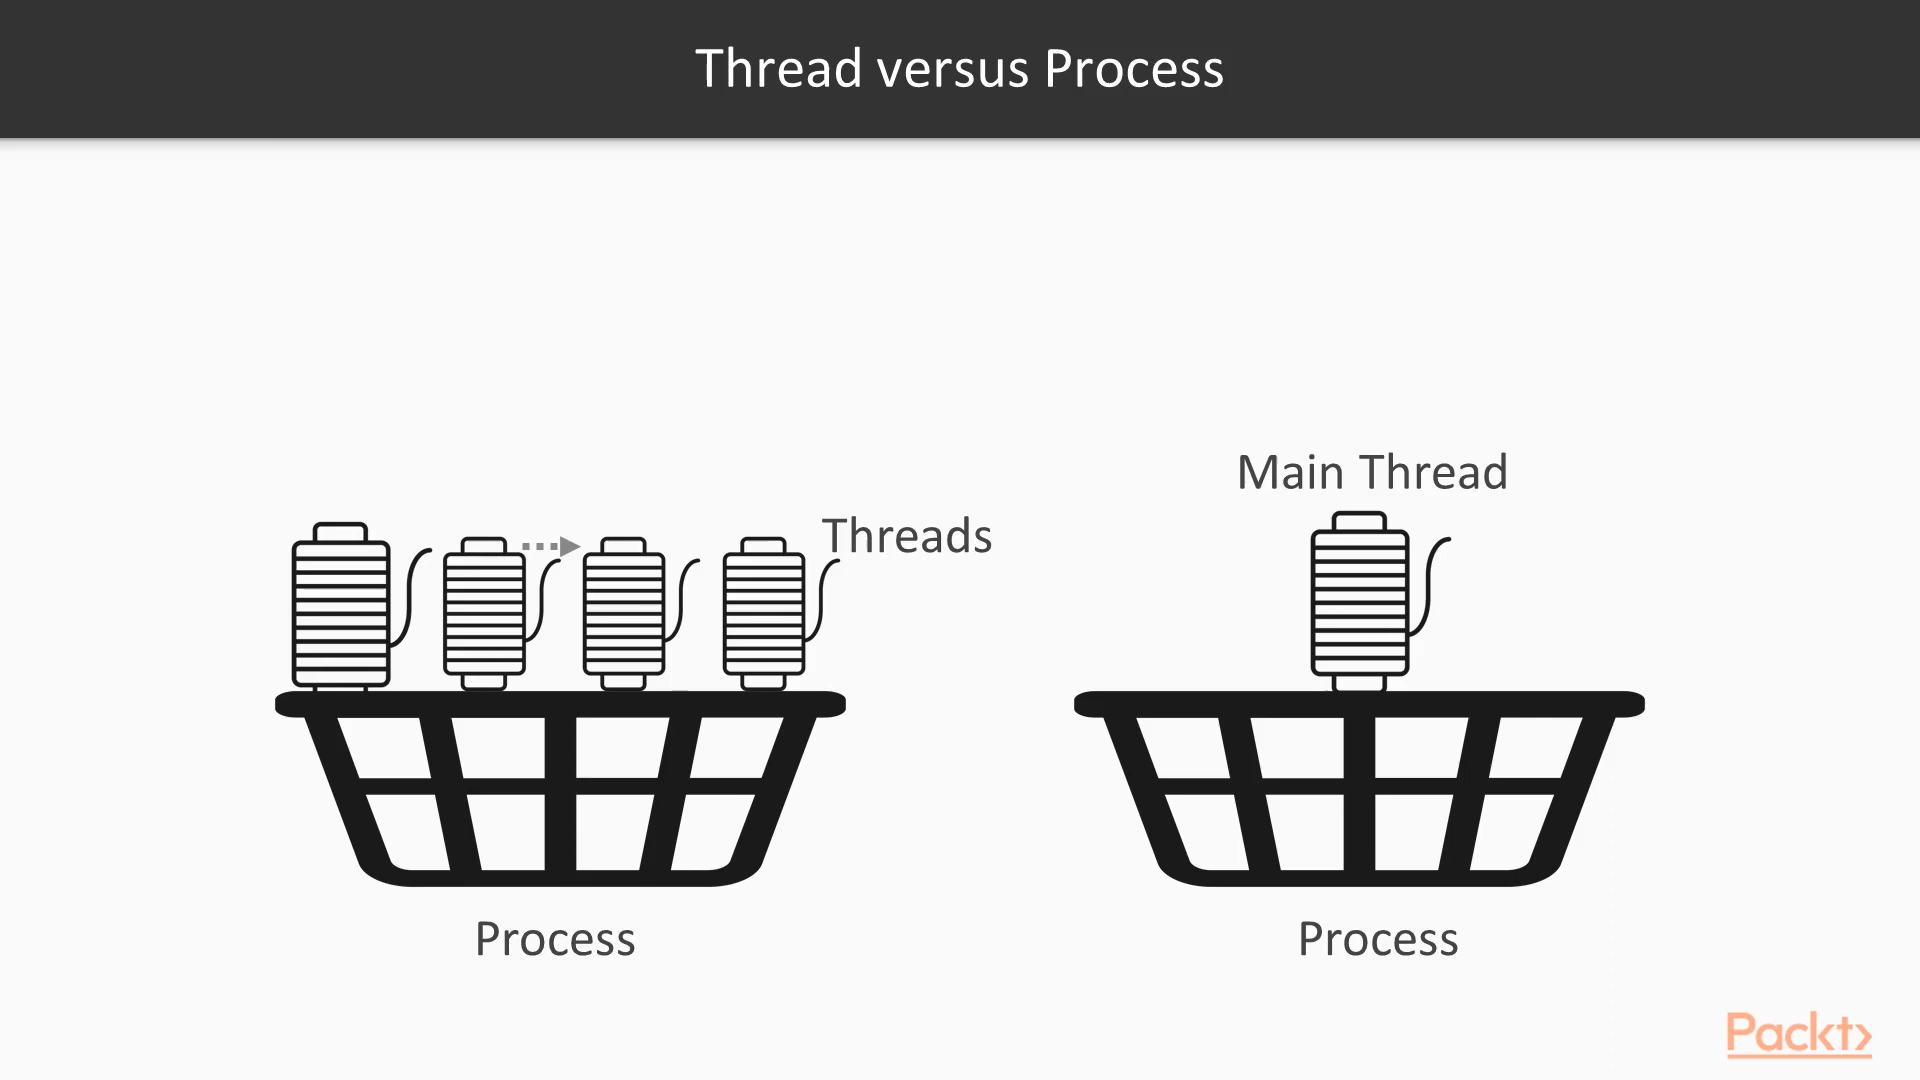 Thread versus Process
Main Thread
Threads
Process
Process
Packt>